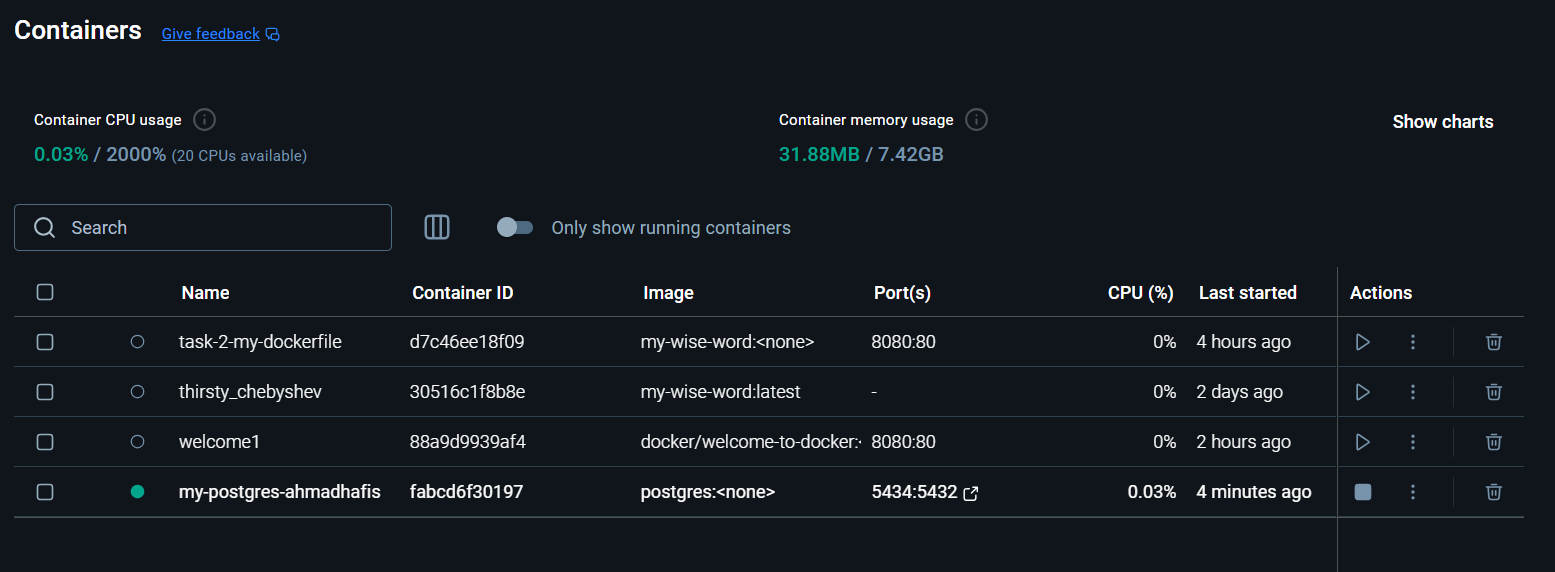 Containers Give feedback
Container CPU usage
0.03% / 2000% (20 CPUs available)
Container memory usage
31.88MB / 7.42GB
Show charts
Search
Only show running containers
Name Container ID Image Port(s) CPU (%) Last started Actions
task-2-my-dockerfile d7c46ee18f09 my-wise-word:<none> 8080:80 0% 4 hours ago
thirsty_chebyshev 30516c1f8b8e my-wise-word:latest - 0% 2 days ago
welcome1 88a9d9939af4 docker/welcome-to-docker: 8080:80 0% 2 hours ago
my-postgres-ahmadhafis fabcd6f30197 postgres:<none> 5434:5432 0.03% 4 minutes ago